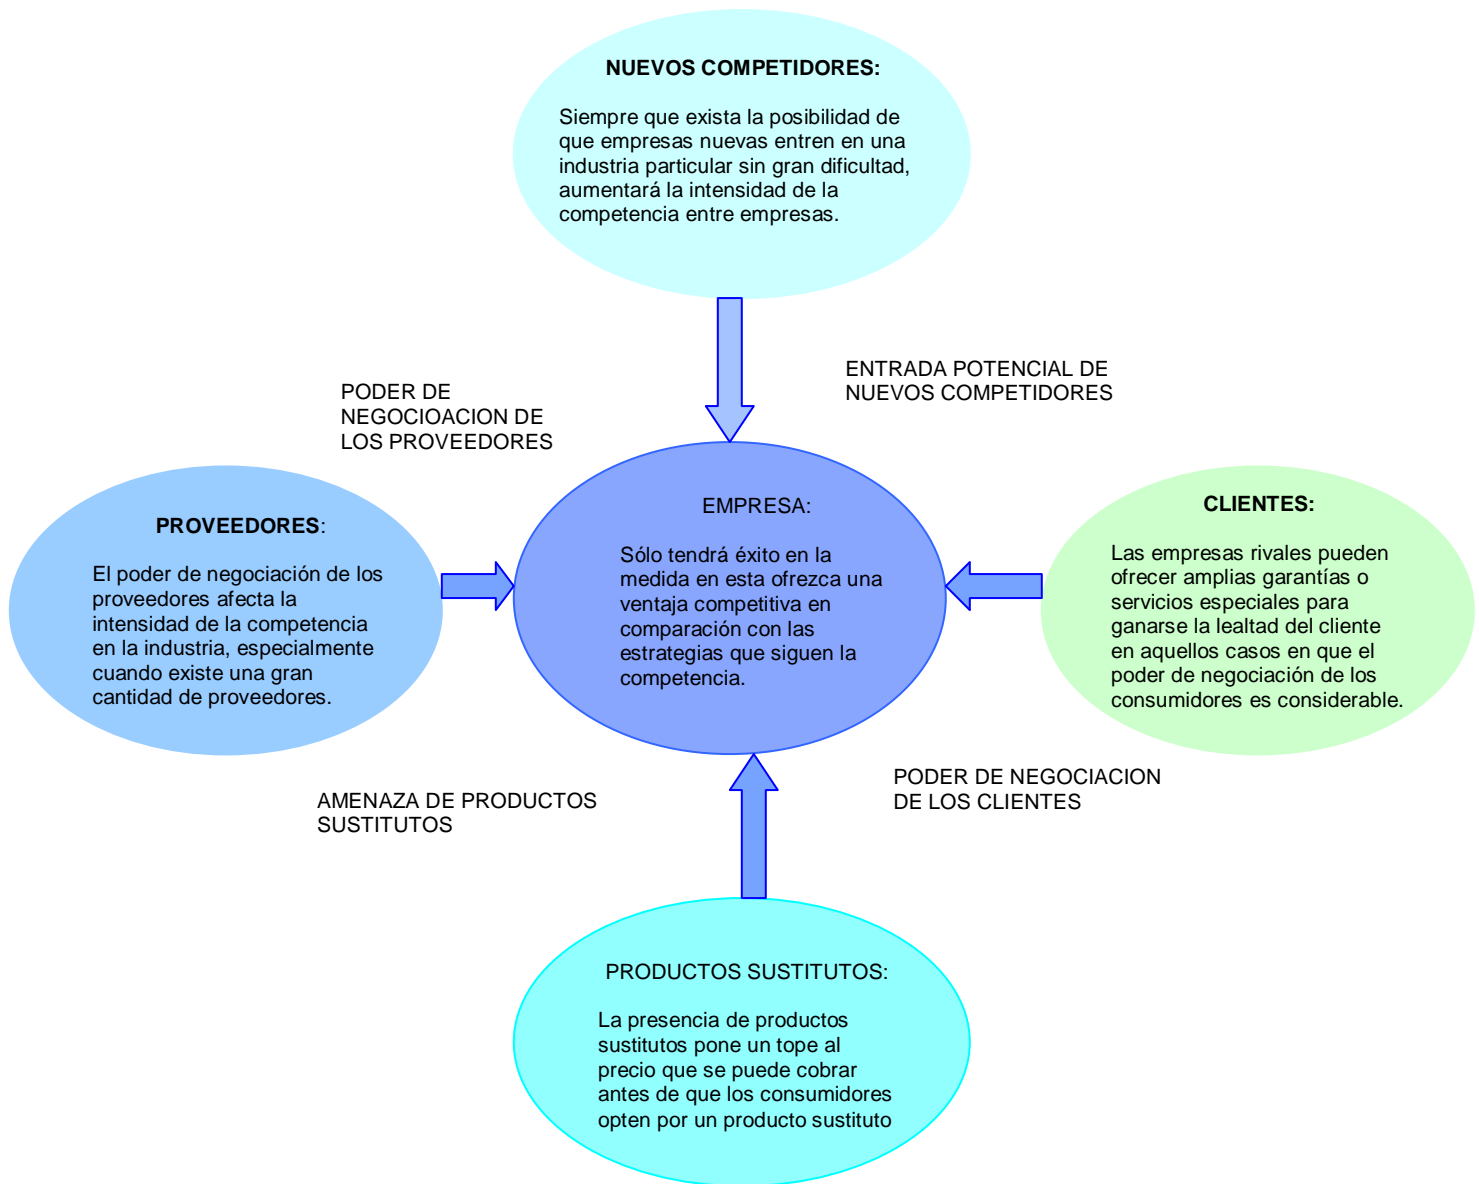 NUEVOS COMPETIDORES:
Siempre que exista la posibilidad de
que empresas nuevas entren en una
industria particular sin gran dificultad,
aumentará la intensidad de la
competencia entre empresas.
ENTRADA POTENCIAL DE
NUEVOS COMPETIDORES
PODER DE
NEGOCIOACION DE
LOS PROVEEDORES
PROVEEDORES:
El poder de negociación de los
proveedores afecta la
intensidad de la competencia
en la industria, especialmente
cuando existe una gran
cantidad de proveedores.
EMPRESA:
Sólo tendrá éxito en la
medida en esta ofrezca una
ventaja competitiva en
comparación con las
estrategias que siguen la
competencia.
CLIENTES:
Las empresas rivales pueden
ofrecer amplias garantías o
servicios especiales para
ganarse la lealtad del cliente
en aquellos casos en que el
poder de negociación de los
consumidores es considerable.
AMENAZA DE PRODUCTOS
SUSTITUTOS
PODER DE NEGOCIACION
DE LOS CLIENTES
PRODUCTOS SUSTITUTOS:
La presencia de productos
sustitutos pone un tope al
precio que se puede cobrar
antes de que los consumidores
opten por un producto sustituto